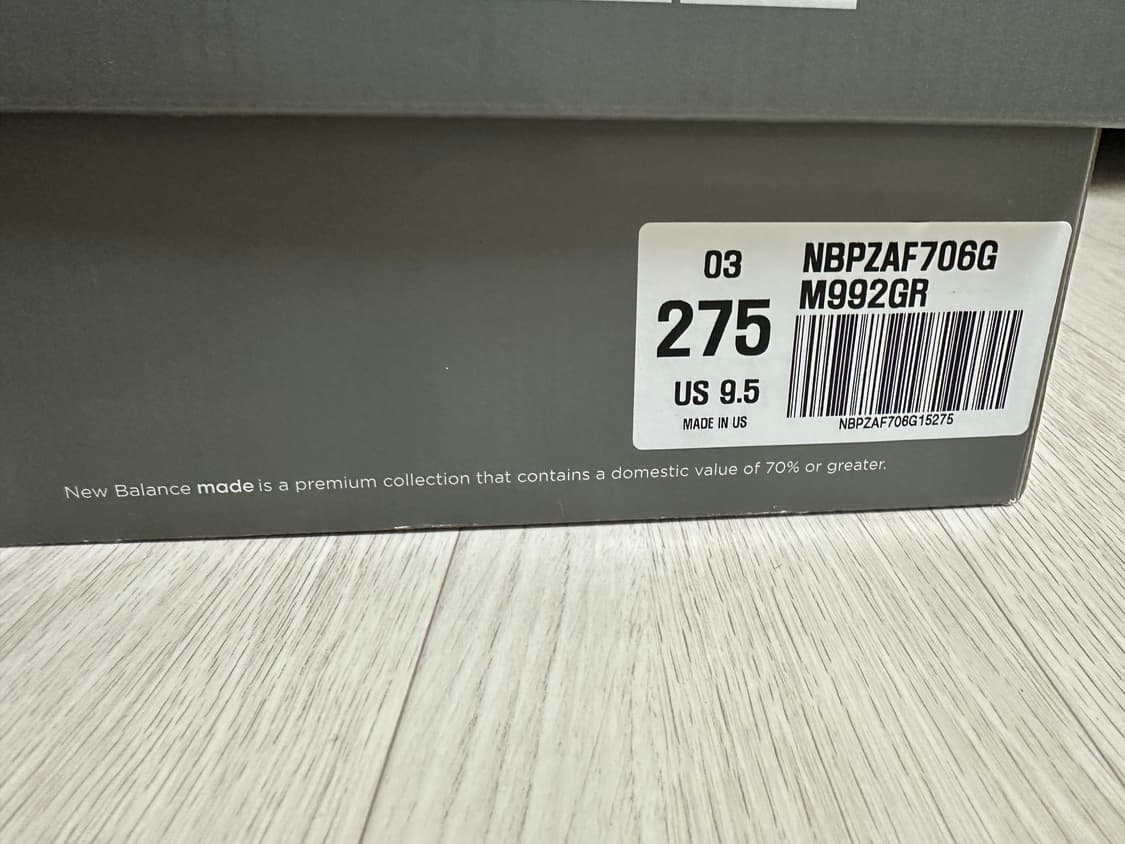 03
275
US 9.5
MADE IN US
NBPZAF706G
M992GR
NBPZAF706G15275
New Balance made is a premium collection that contains a domestic value of 70% or greater.